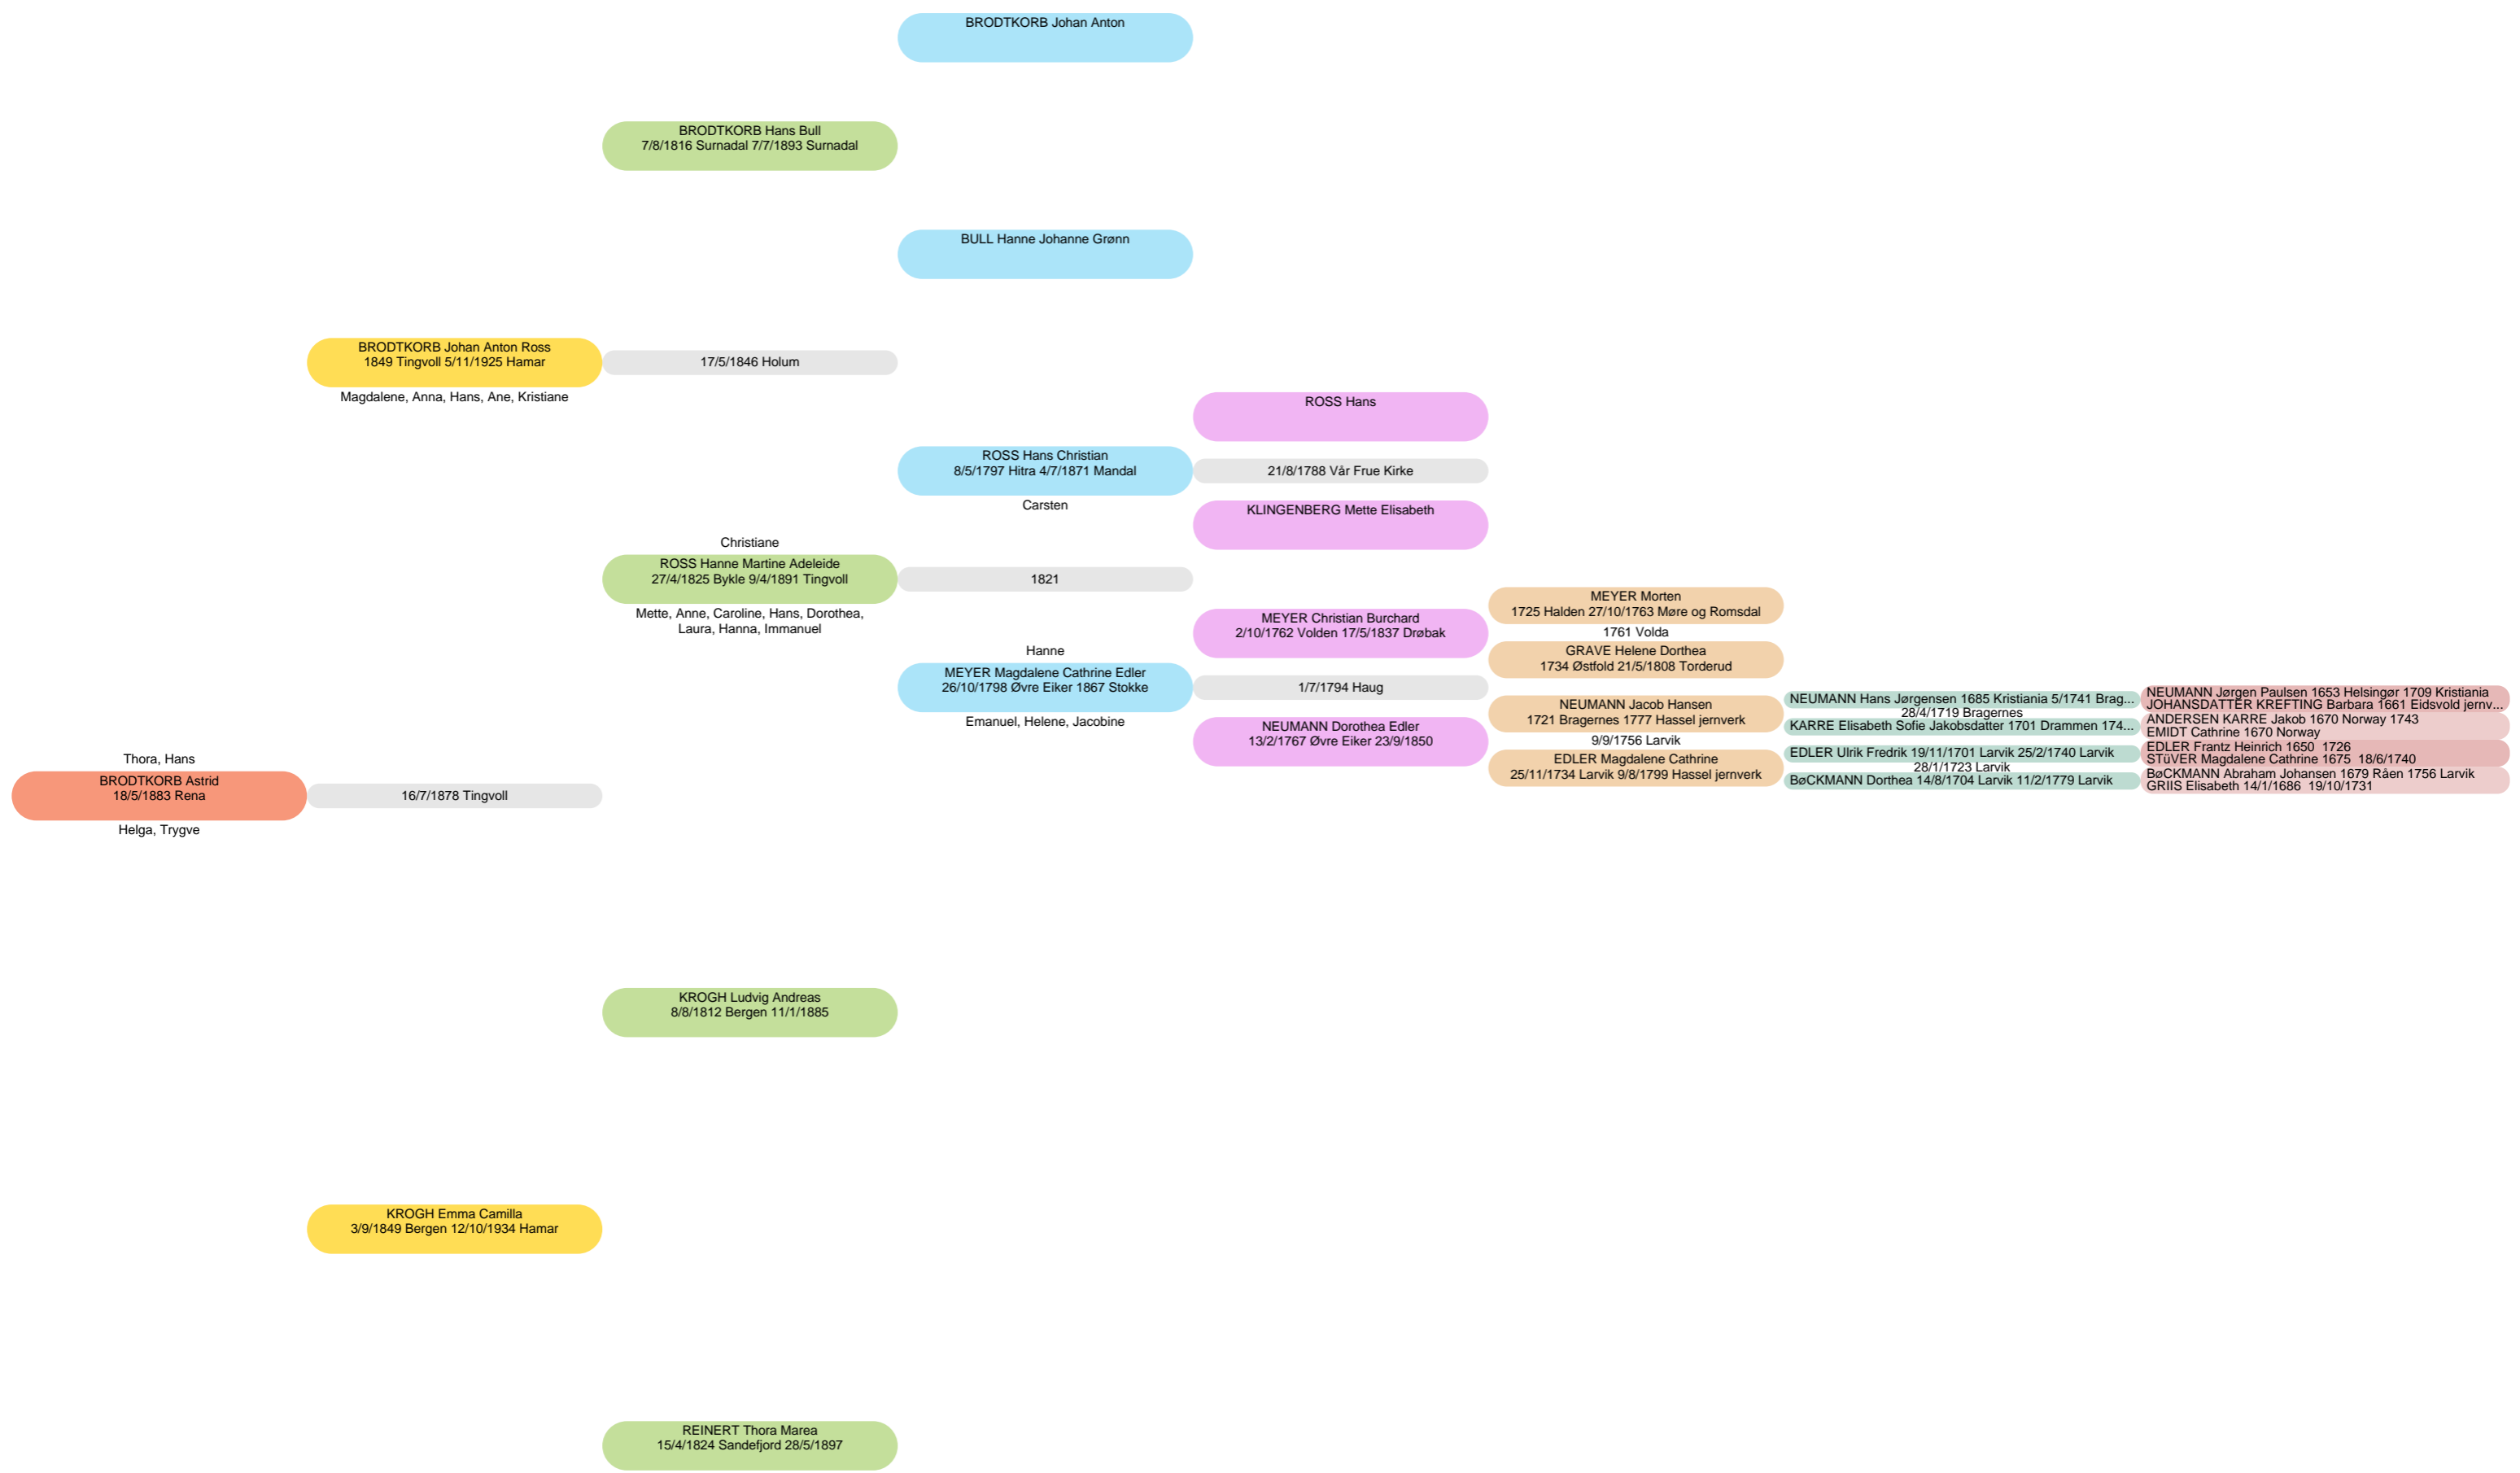 BRODTKORB Johan Anton
BRODTKORB Hans Bull
7/8/1816 Surnadal 7/7/1893 Surnadal
BULL Hanne Johanne Grønn
BRODTKORB Johan Anton Ross
1849 Tingvoll 5/11/1925 Hamar
17/5/1846 Holum
Magdalene, Anna, Hans, Ane, Kristiane
ROSS Hans
ROSS Hans Christian
8/5/1797 Hitra 4/7/1871 Mandal
21/8/1788 Vår Frue Kirke
Carsten
KLINGENBERG Mette Elisabeth
Christiane
ROSS Hanne Martine Adeleide
27/4/1825 Bykle 9/4/1891 Tingvoll
1821
Mette, Anne, Caroline, Hans, Dorothea,
Laura, Hanna, Immanuel
MEYER Morten
1725 Halden 27/10/1763 Møre og Romsdal
MEYER Christian Burchard
2/10/1762 Volden 17/5/1837 Drøbak
1761 Volda
Hanne
GRAVE Helene Dorthea
1734 Østfold 21/5/1808 Torderud
MEYER Magdalene Cathrine Edler
26/10/1798 Øvre Eiker 1867 Stokke
1/7/1794 Haug
Emanuel, Helene, Jacobine
NEUMANN Jacob Hansen
1721 Bragernes 1777 Hassel jernverk
NEUMANN Hans Jørgensen 1685 Kristiania 5/1741 Brag...
NEUMANN Jørgen Paulsen 1653 Helsingør 1709 Kristiania
JOHANSDATTER KREFTING Barbara 1661 Eidsvold jernv...
28/4/1719 Bragernes
KARRE Elisabeth Sofie Jakobsdatter 1701 Drammen 174...
ANDERSEN KARRE Jakob 1670 Norway 1743
EMIDT Cathrine 1670 Norway
NEUMANN Dorothea Edler
13/2/1767 Øvre Eiker 23/9/1850
9/9/1756 Larvik
EDLER Magdalene Cathrine
25/11/1734 Larvik 9/8/1799 Hassel jernverk
EDLER Ulrik Fredrik 19/11/1701 Larvik 25/2/1740 Larvik
EDLER Frantz Heinrich 1650 1726
STüVER Magdalene Cathrine 1675 18/6/1740
28/1/1723 Larvik
BøCKMANN Dorthea 14/8/1704 Larvik 11/2/1779 Larvik
BøCKMANN Abraham Johansen 1679 Råen 1756 Larvik
GRIIS Elisabeth 14/1/1686 19/10/1731
Thora, Hans
BRODTKORB Astrid
18/5/1883 Rena
16/7/1878 Tingvoll
Helga, Trygve
KROGH Ludvig Andreas
8/8/1812 Bergen 11/1/1885
KROGH Emma Camilla
3/9/1849 Bergen 12/10/1934 Hamar
REINERT Thora Marea
15/4/1824 Sandefjord 28/5/1897